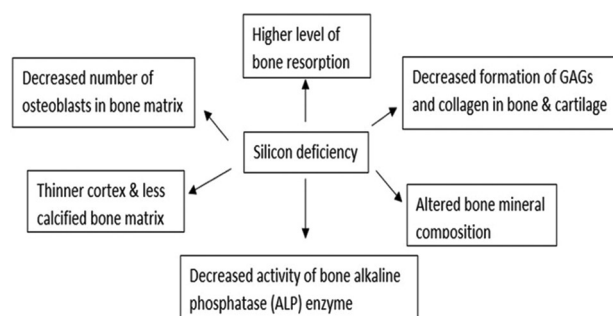 Higher level of
bone resorption
Decreased number of
osteoblasts in bone matrix
Decreased formation of GAGs
and collagen in bone & cartilage
Silicon deficiency
Thinner cortex & less
calcified bone matrix
Altered bone mineral
composition
Decreased activity of bone alkaline
phosphatase (ALP) enzyme